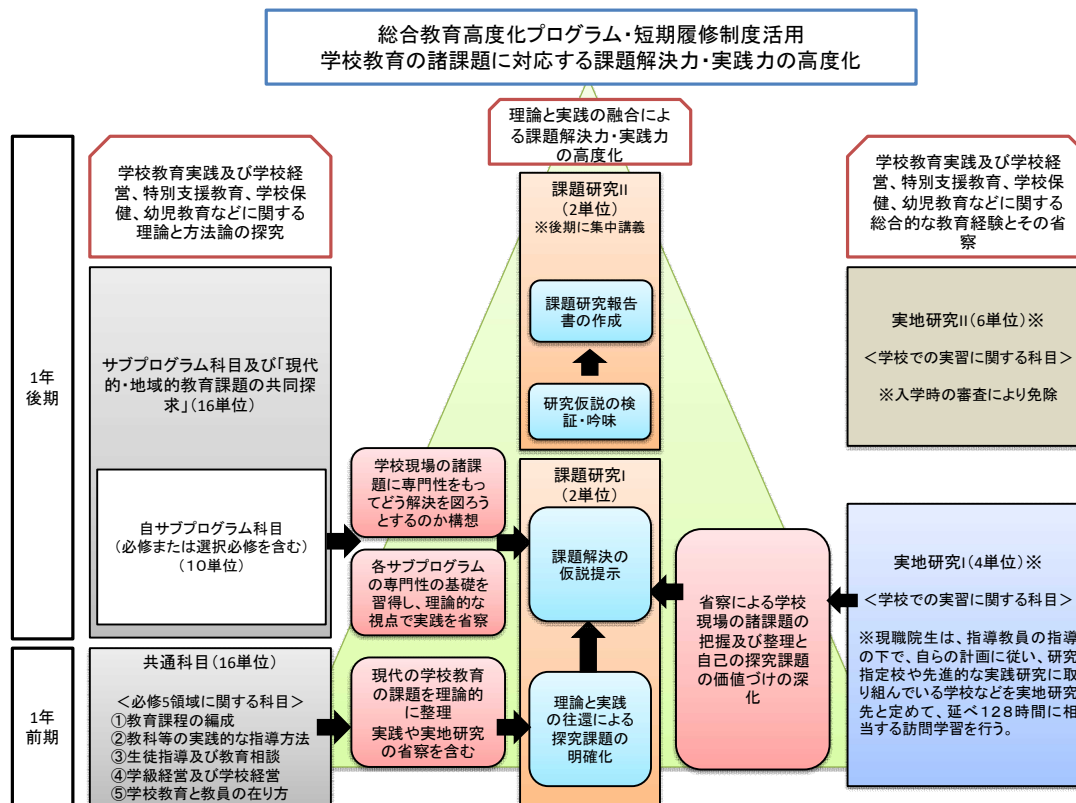 総合教育高度化プログラム・短期履修制度活用
学校教育の諸課題に対応する課題解決力・実践力の高度化
理論と実践の融合によ
る課題解決力・実践力
の高度化
学校教育実践及び学校経
営、特別支援教育、学校保
健、幼児教育などに関する
理論と方法論の探究
学校教育実践及び学校経
営、特別支援教育、学校保
健、幼児教育などに関する
総合的な教育経験とその省
察
1年
後期
サブプログラム科目及び「現代
的・地域的教育課題の共同探
求」(16単位)
自サブプログラム科目
(必修または選択必修を含む)
(10単位)
課題研究II
(2単位)
※後期に集中講義
課題研究報告
書の作成
研究仮説の検
証・吟味
実地研究II(6単位)※
<学校での実習に関する科目>
※入学時の審査により免除
学校現場の諸課
題に専門性をもっ
てどう解決を図ろう
とするのか構想
各サブプログラム
の専門性の基礎を
習得し、理論的な
視点で実践を省察
課題研究I
(2単位)
課題解決の
仮説提示
省察による学校
現場の諸課題の
把握及び整理と
自己の探究課題
の価値づけの深
化
実地研究I(4単位)※
<学校での実習に関する科目>
※現職院生は、指導教員の指導
の下で、自らの計画に従い、研究
指定校や先進的な実践研究に取
り組んでいる学校などを実地研究
先と定めて、延べ128時間に相
当する訪問学習を行う。
1年
前期
共通科目(16単位)
<必修5領域に関する科目>
①教育課程の編成
②教科等の実践的な指導方法
③生徒指導及び教育相談
④学級経営及び学校経営
⑤学校教育と教員の在り方
現代の学校教育
の課題を理論的
に整理
実践や実地研究
の省察を含む
理論と実践
の往還による
探究課題の
明確化